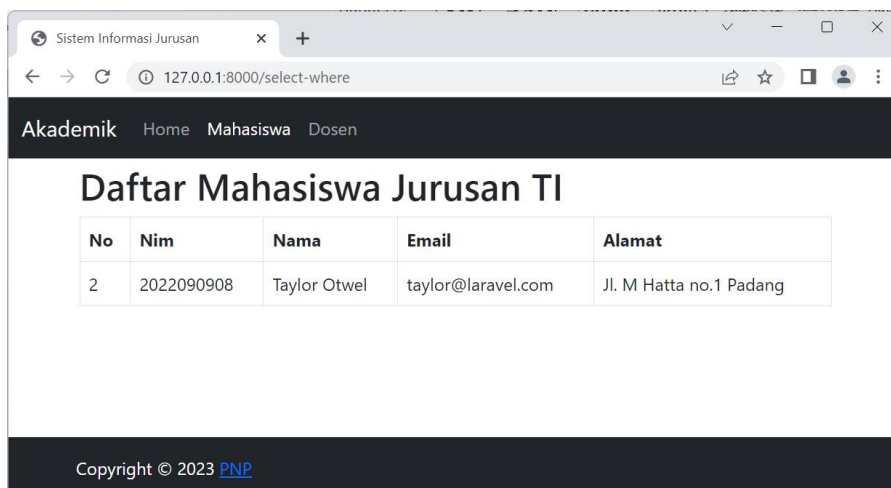 Sistem Informasi Jurusan
127.0.0.1:8000/select-where
Akademik Home Mahasiswa Dosen
Daftar Mahasiswa Jurusan TI
No Nim Nama Email Alamat
2 2022090908 Taylor Otwel taylor@laravel.com Jl. M Hatta no.1 Padang
Copyright © 2023 PNP